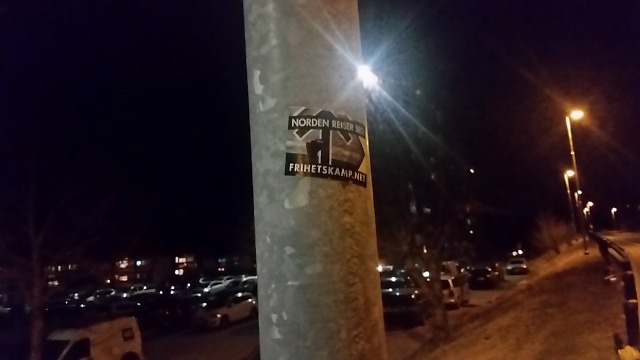 NORDEN REISER SEG
FRIHETSKAMP.NET